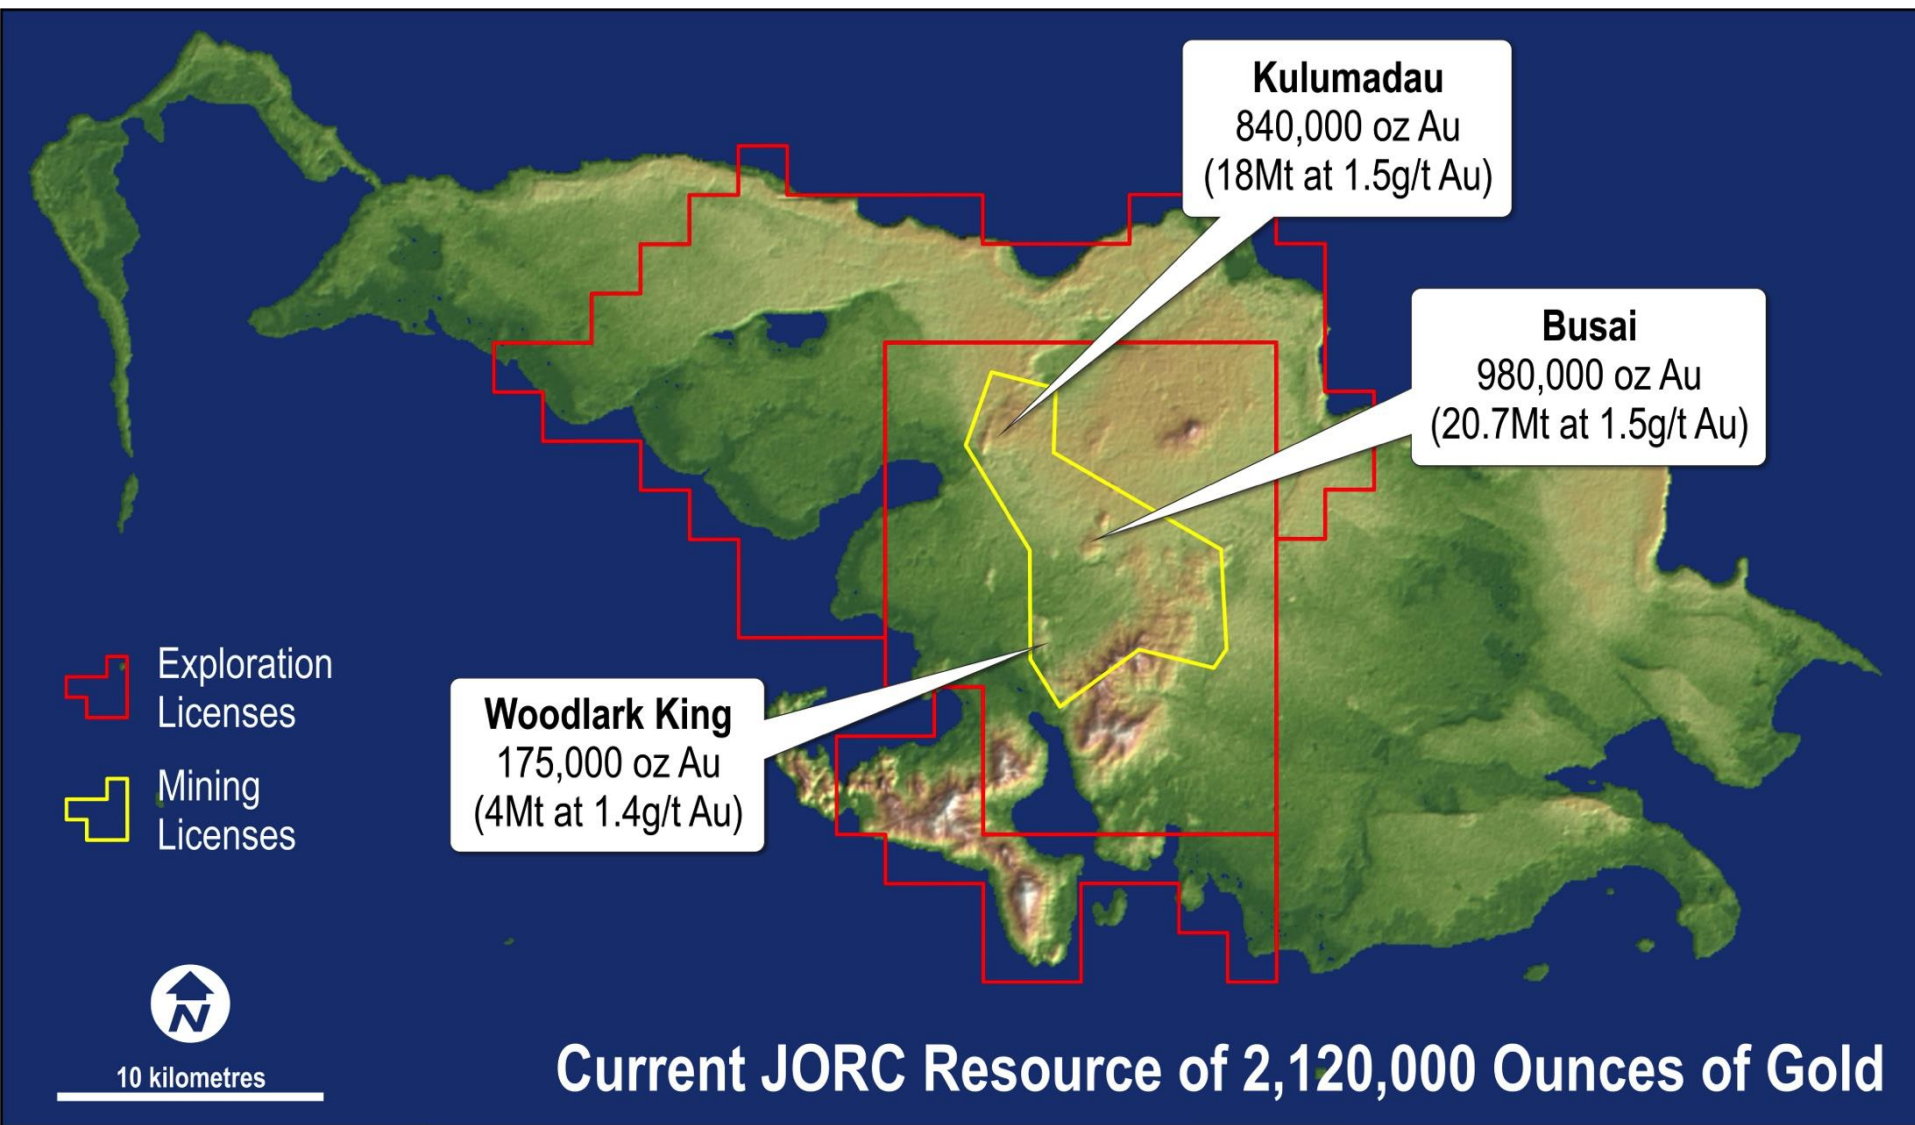 Kulumadau
840,000 oz Au
(18Mt at 1.5g/t Au)
Busai
980,000 oz Au
(20.7Mt at 1.5g/t Au)
Woodlark King
175,000 oz Au
(4Mt at 1.4g/t Au)
Exploration
Licenses
Mining
Licenses
N
10 kilometres
Current JORC Resource of 2,120,000 Ounces of Gold